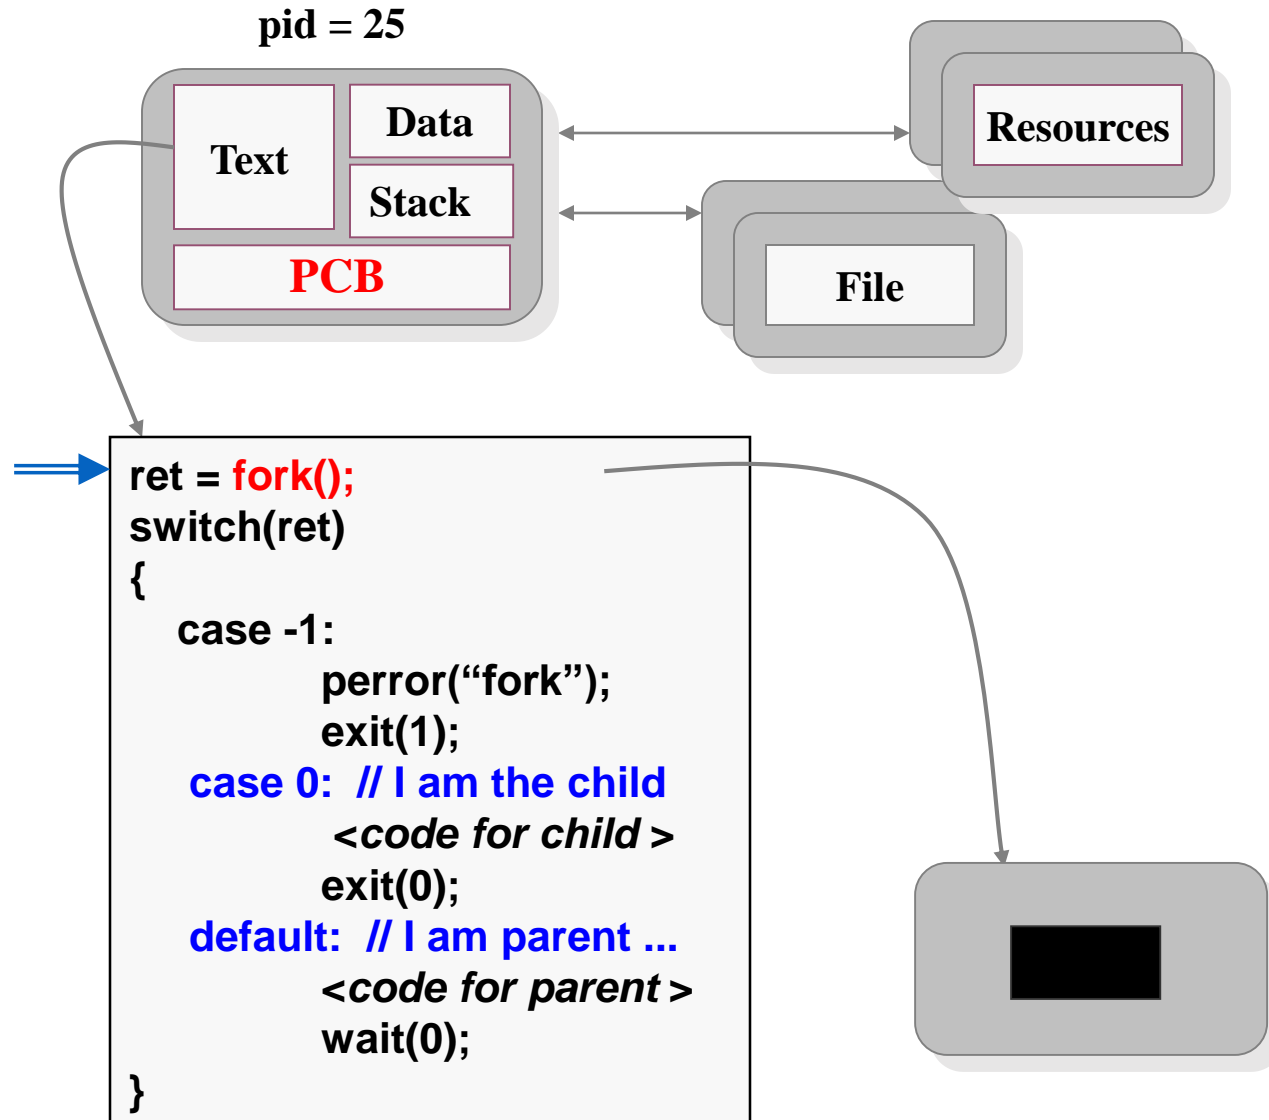 pid = 25
Text
Data
Stack
PCB
Resources
File
ret = fork();
switch(ret)
{
case -1:
perror(“fork”);
exit(1);
case 0: // I am the child
<code for child >
exit(0);
default: // I am parent ...
<code for parent >
wait(0);
}